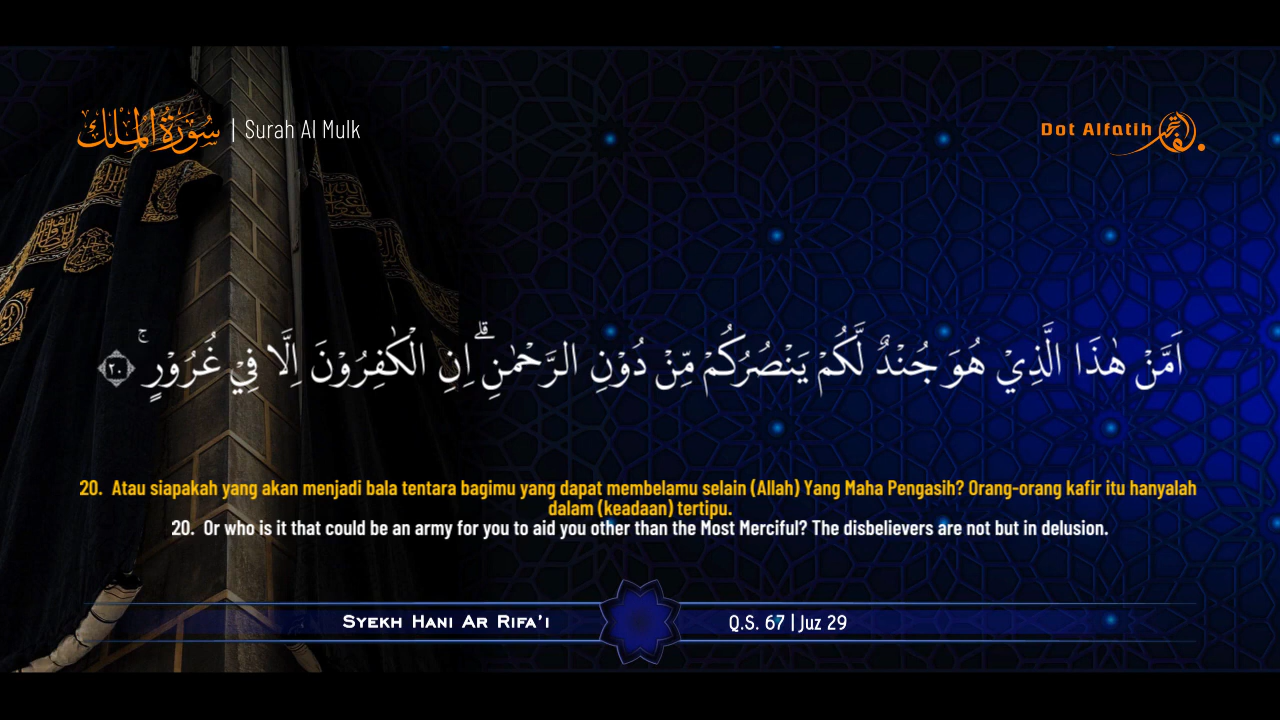 سُوْرَةُ الْمُلْك | Surah Al Mulk
Dot Alfatih
اَمَّنْ هٰذَا الَّذِيْ هُوَ جُنْدٌ لَّكُمْ يَنْصُرُكُمْ مِّنْ دُوْنِ الرَّحْمٰنِۗ اِنِ الْكٰفِرُوْنَ اِلَّا فِيْ غُرُوْرٍۚ ٢٠
20. Atau siapakah yang akan menjadi bala tentara bagimu yang dapat membelamu selain (Allah) Yang Maha Pengasih? Orang-orang kafir itu hanyalah
dalam (keadaan) tertipu.
20. Or who is it that could be an army for you to aid you other than the Most Merciful? The disbelievers are not but in delusion.
Syekh Hani Ar Rifa'i
Q.S. 67 | Juz 29